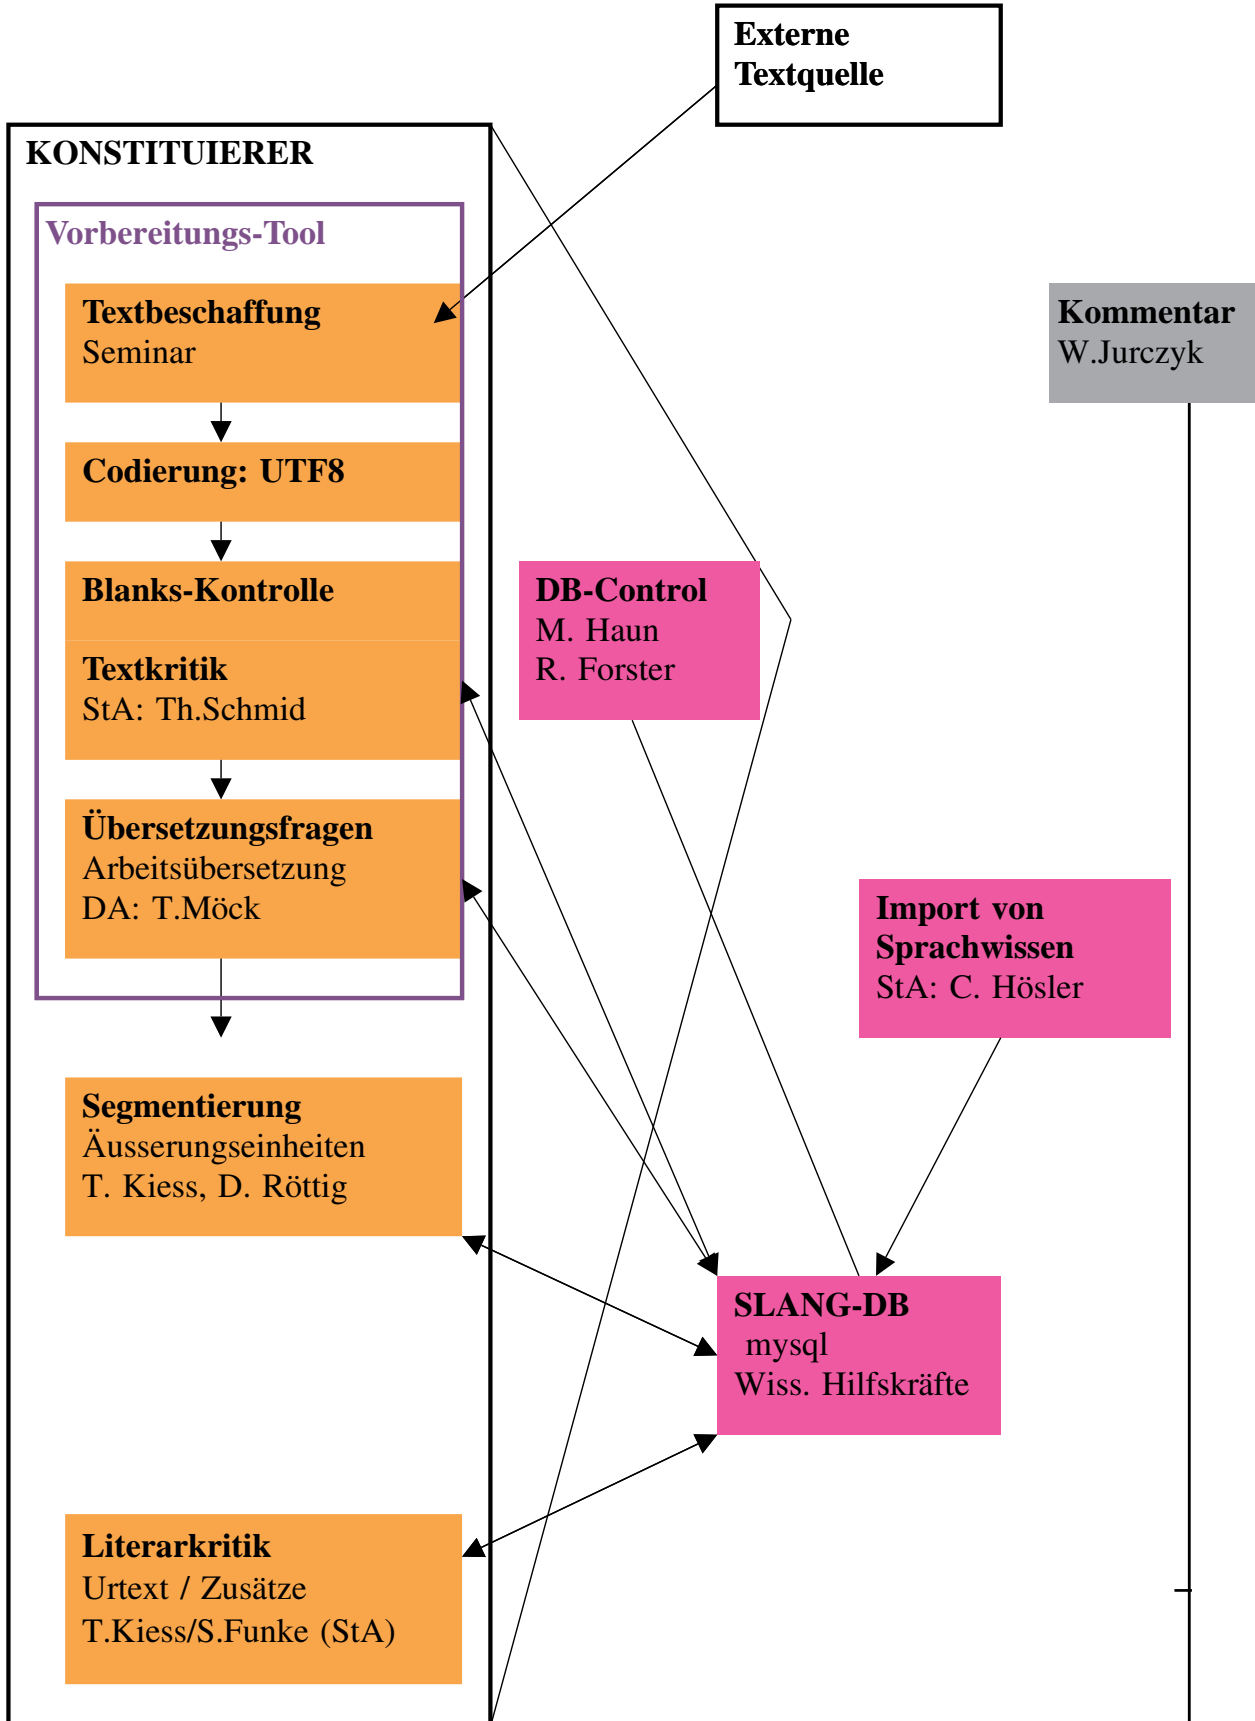 Externe
Textquelle
KONSTITUIERER
Vorbereitungs-Tool
Textbeschaffung
Seminar
Kommentar
W.Jurczyk
Codierung: UTF8
Blanks-Kontrolle
DB-Control
M. Haun
R. Forster
Textkritik
StA: Th.Schmid
Übersetzungsfragen
Arbeitsübersetzung
DA: T.Möck
Import von
Sprachwissen
StA: C. Hösler
Segmentierung
Äusserungseinheiten
T. Kiess, D. Röttig
SLANG-DB
mysql
Wiss. Hilfskräfte
Literarkritik
Urtext / Zusätze
T.Kiess/S.Funke (StA)